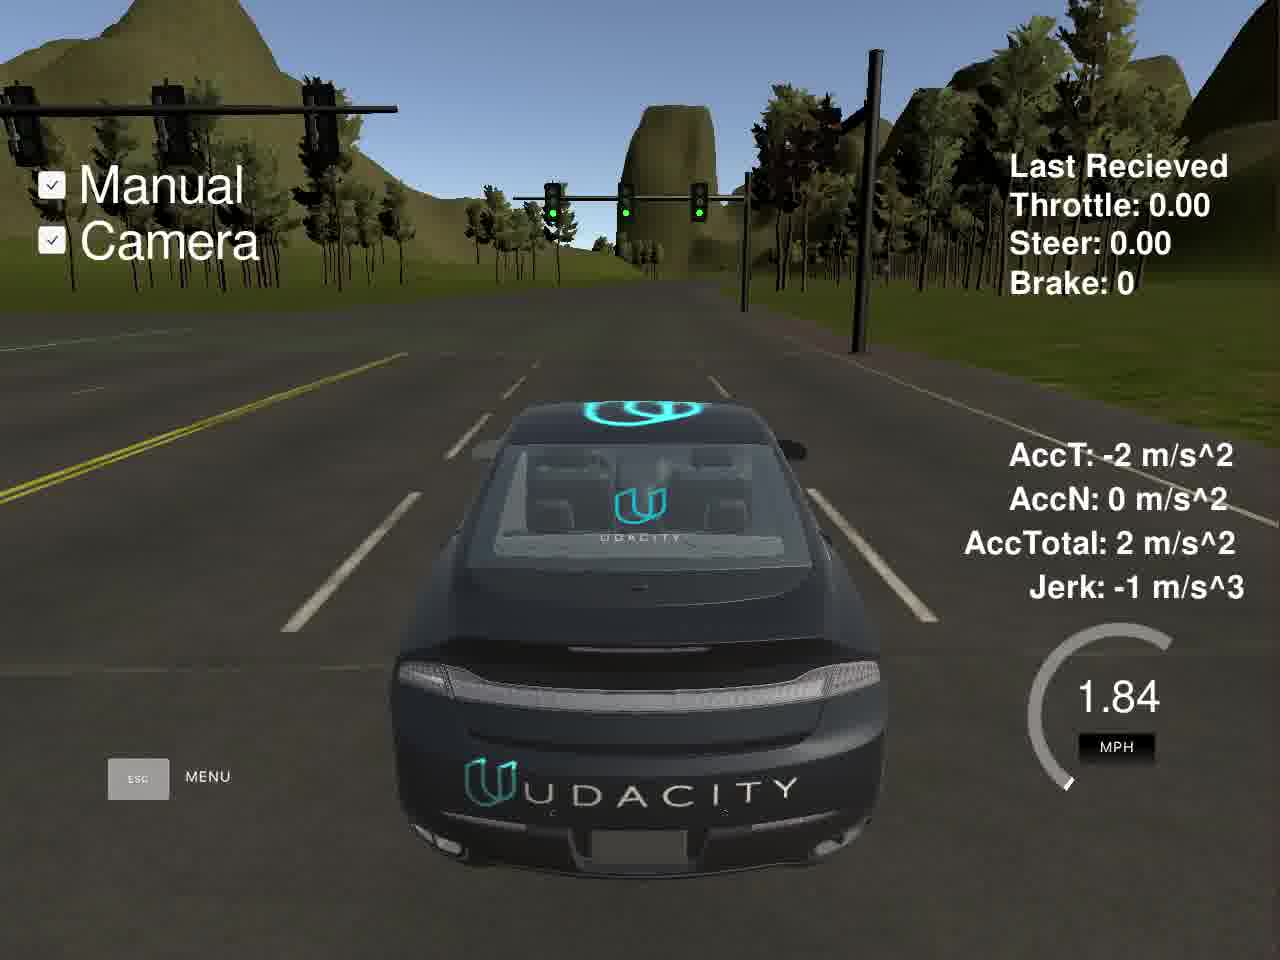 Manual
Camera
Last Recieved
Throttle: 0.00
Steer: 0.00
Brake: 0
AccT: -2 m/s^2
AccN: 0 m/s^2
AccTotal: 2 m/s^2
Jerk: -1 m/s^3
UDACITY
1.84
MPH
ESC
MENU
UDACITY